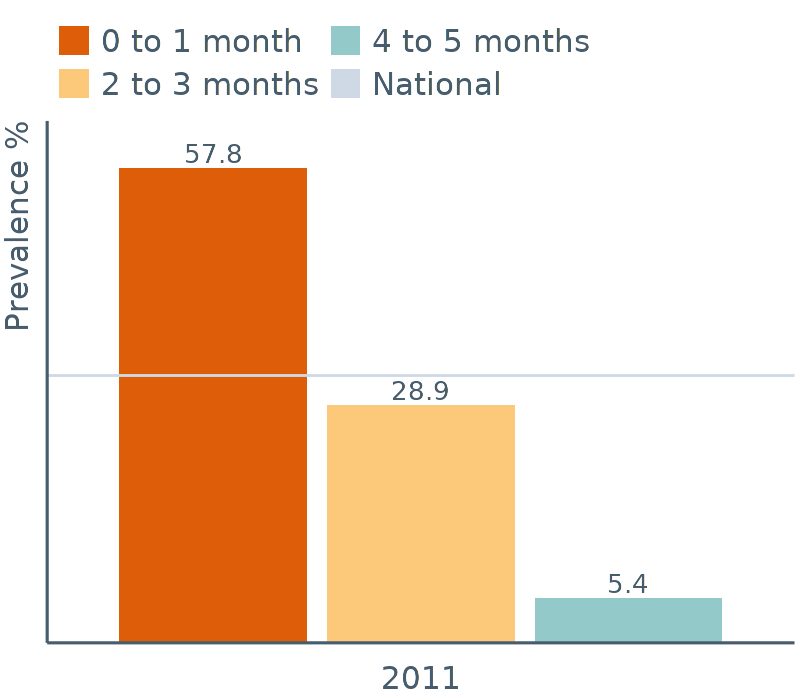 0 to 1 month
4 to 5 months
2 to 3 months
National
Prevalence %
57.8
28.9
5.4
2011